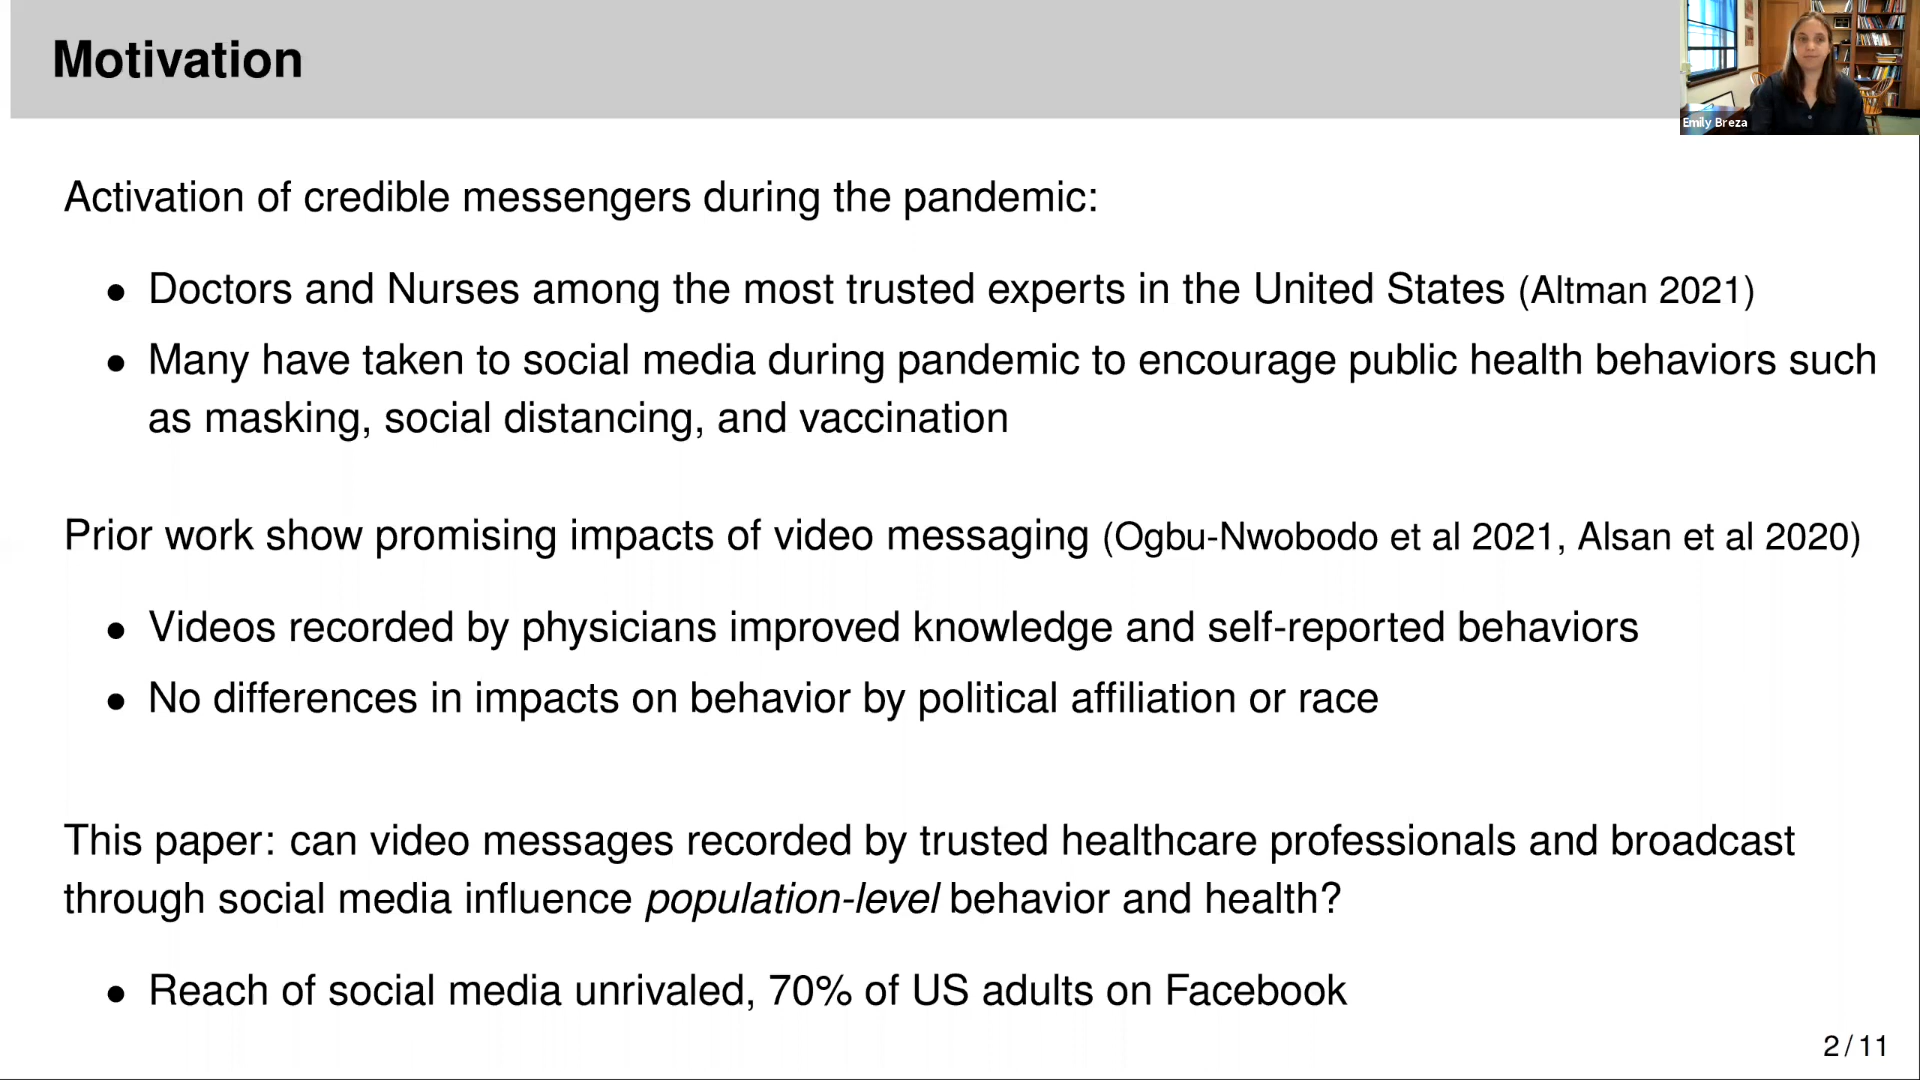 Motivation
Emily Breza
Activation of credible messengers during the pandemic:
• Doctors and Nurses among the most trusted experts in the United States (Altman 2021)
• Many have taken to social media during pandemic to encourage public health behaviors such
as masking, social distancing, and vaccination
Prior work show promising impacts of video messaging (Ogbu-Nwobodo et al 2021, Alsan et al 2020)
• Videos recorded by physicians improved knowledge and self-reported behaviors
• No differences in impacts on behavior by political affiliation or race
This paper: can video messages recorded by trusted healthcare professionals and broadcast
through social media influence population-level behavior and health?
• Reach of social media unrivaled, 70% of US adults on Facebook
2 / 11